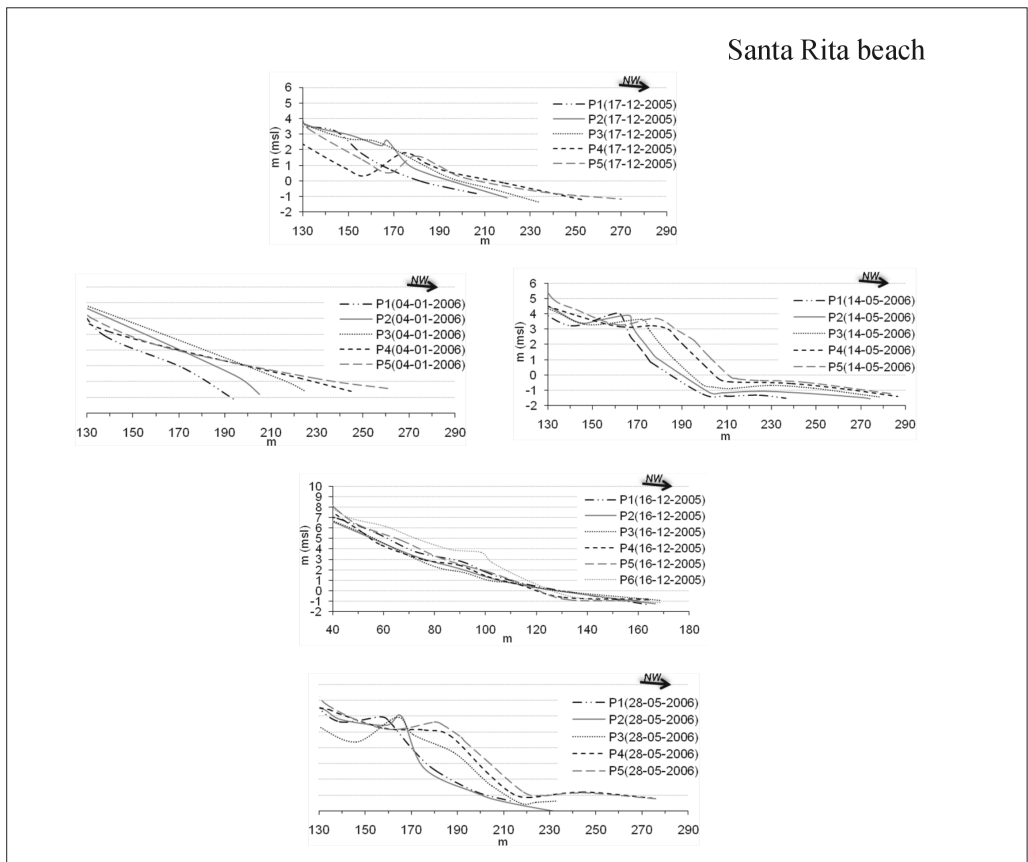 Santa Rita beach
NW
6
5
4
3
2
1
0
-1
-2
m (msl)
P1(17-12-2005)
P2(17-12-2005)
P3(17-12-2005)
P4(17-12-2005)
P5(17-12-2005)
130 150 170 190 210 230 250 270 290
m
NW
P1(04-01-2006)
P2(04-01-2006)
P3(04-01-2006)
P4(04-01-2006)
P5(04-01-2006)
130 150 170 190 210 230 250 270 290
m
NW
6
5
4
3
2
1
0
-1
-2
m (msl)
P1(14-05-2006)
P2(14-05-2006)
P3(14-05-2006)
P4(14-05-2006)
P5(14-05-2006)
130 150 170 190 210 230 250 270 290
m
NW
10
9
8
7
6
5
4
3
2
1
0
-1
-2
m (msl)
P1(16-12-2005)
P2(16-12-2005)
P3(16-12-2005)
P4(16-12-2005)
P5(16-12-2005)
P6(16-12-2005)
40 60 80 100 120 140 160 180
m
NW
P1(28-05-2006)
P2(28-05-2006)
P3(28-05-2006)
P4(28-05-2006)
P5(28-05-2006)
130 150 170 190 210 230 250 270 290
m